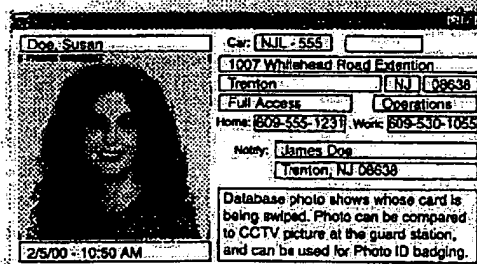 Doe, Susan
Car: NJL - 555
1007 Whitehead Road Extention
Trenton NJ 08638
Full Access Operations
Home: 609-555-1231 Work: 609-530-1055
Notify: James Doe
Trenton, NJ 08638
Database photo shows whose card is
being swiped. Photo can be compared
to CCTV picture at the guard station,
and can be used for Photo ID badging.
2/5/00 - 10:50 AM